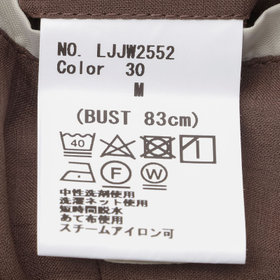 NO. LJJW2552
Color 30
M
(BUST 83cm)
40
F W
中性洗剤使用
洗濯ネット使用
短時間脱水
あて布使用
スチームアイロン可